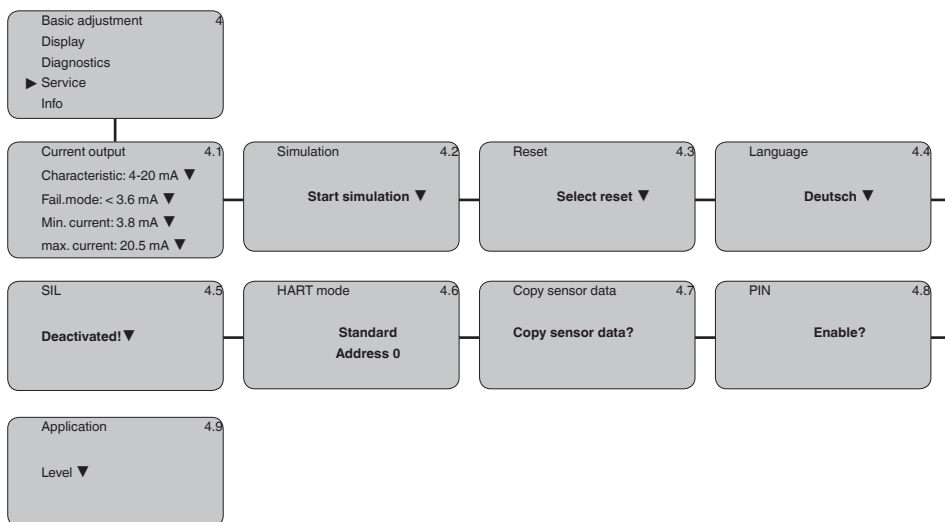 Basic adjustment 4
Display
Diagnostics
▶ Service
Info
Current output 4.1
Characteristic: 4-20 mA ▼
Fail.mode: < 3.6 mA ▼
Min. current: 3.8 mA ▼
max. current: 20.5 mA ▼
Simulation 4.2
Start simulation ▼
Reset 4.3
Select reset ▼
Language 4.4
Deutsch ▼
SIL 4.5
Deactivated! ▼
HART mode 4.6
Standard
Address 0
Copy sensor data 4.7
Copy sensor data?
PIN 4.8
Enable?
Application 4.9
Level ▼